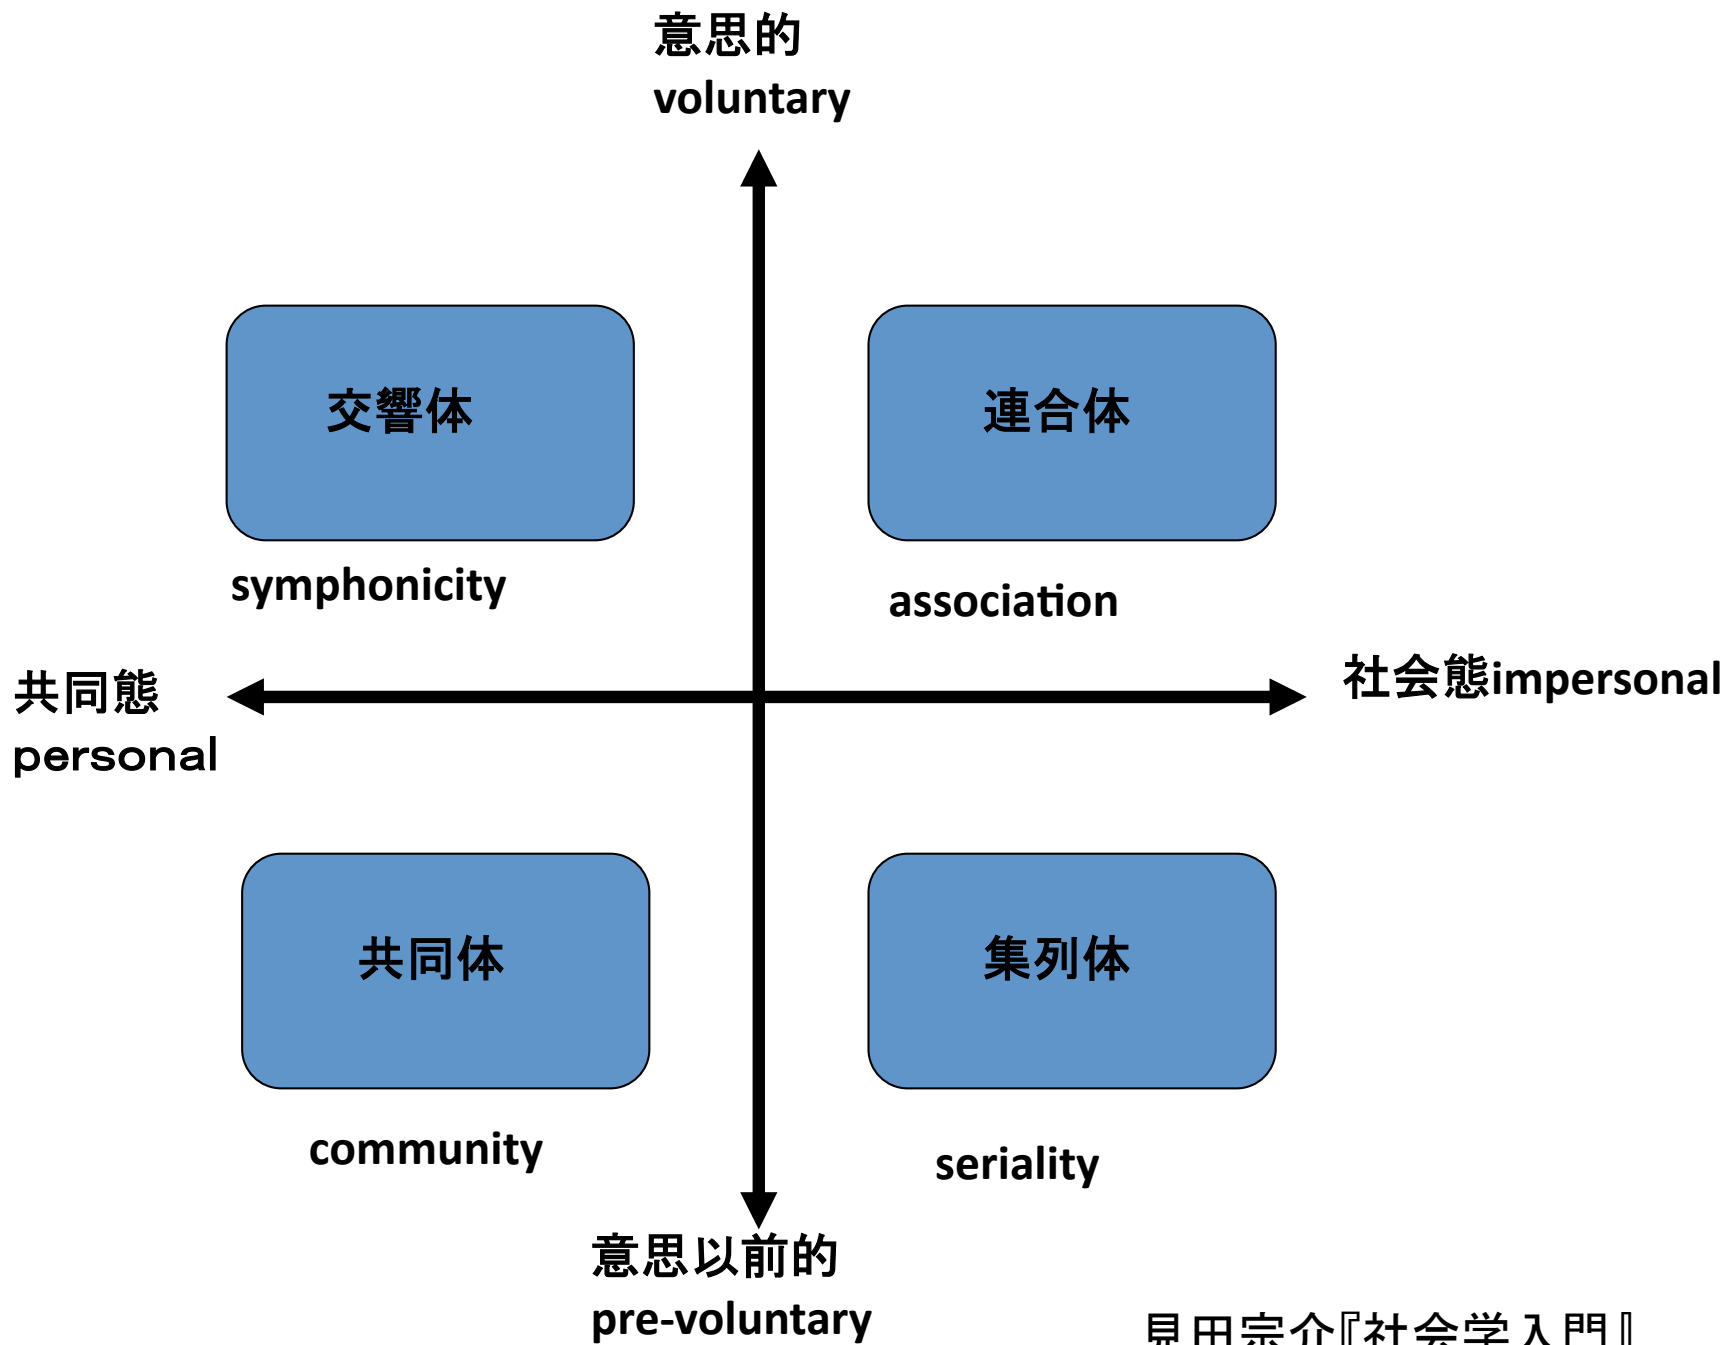 意思的
voluntary
交響体
連合体
symphonicity
association
共同態
personal
社会態impersonal
共同体
集列体
community
seriality
意思以前的
pre-voluntary
見田宗介『社会学入門』